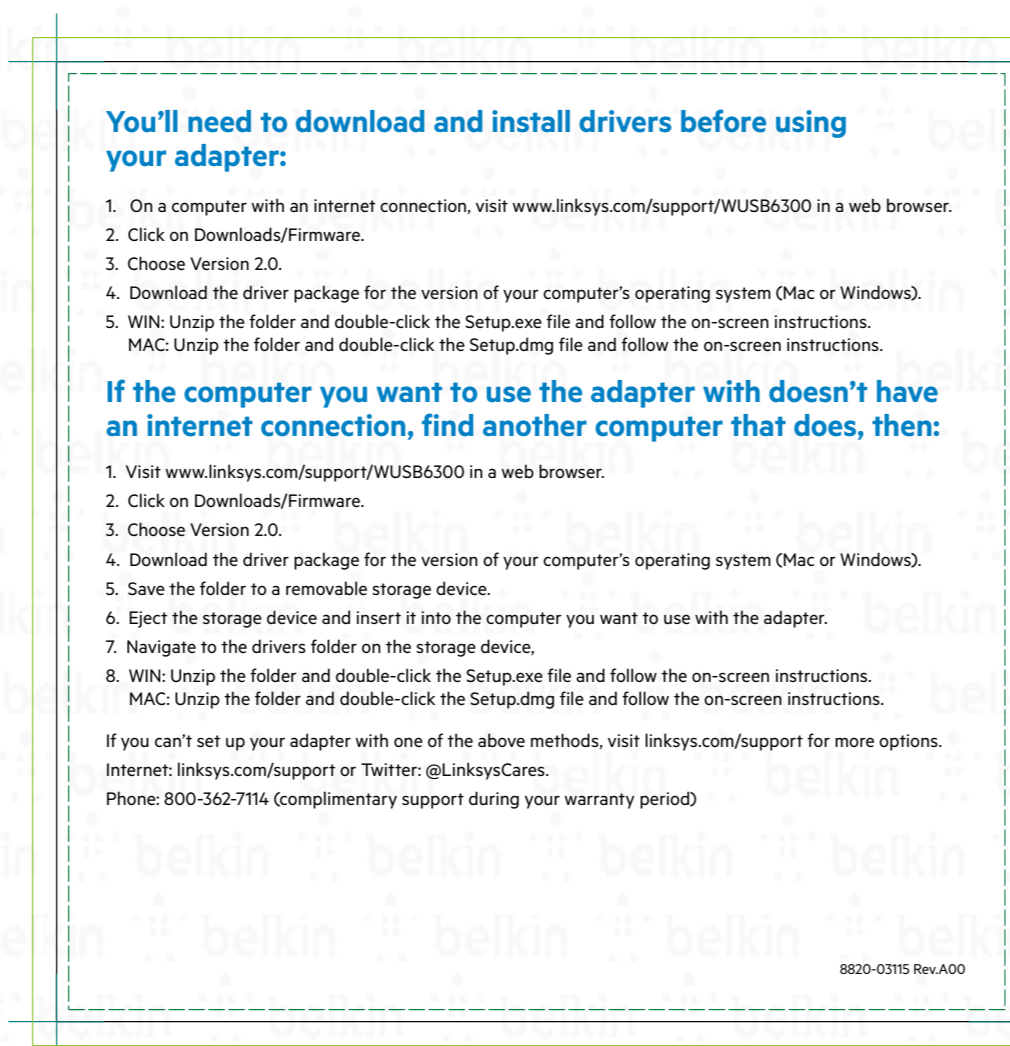 You’ll need to download and install drivers before using
your adapter:
1. On a computer with an internet connection, visit www.linksys.com/support/WUSB6300 in a web browser.
2. Click on Downloads/Firmware.
3. Choose Version 2.0.
4. Download the driver package for the version of your computer’s operating system (Mac or Windows).
5. WIN: Unzip the folder and double-click the Setup.exe file and follow the on-screen instructions.
MAC: Unzip the folder and double-click the Setup.dmg file and follow the on-screen instructions.
If the computer you want to use the adapter with doesn’t have
an internet connection, find another computer that does, then:
1. Visit www.linksys.com/support/WUSB6300 in a web browser.
2. Click on Downloads/Firmware.
3. Choose Version 2.0.
4. Download the driver package for the version of your computer’s operating system (Mac or Windows).
5. Save the folder to a removable storage device.
6. Eject the storage device and insert it into the computer you want to use with the adapter.
7. Navigate to the drivers folder on the storage device,
8. WIN: Unzip the folder and double-click the Setup.exe file and follow the on-screen instructions.
MAC: Unzip the folder and double-click the Setup.dmg file and follow the on-screen instructions.
If you can’t set up your adapter with one of the above methods, visit linksys.com/support for more options.
Internet: linksys.com/support or Twitter: @LinksysCares.
Phone: 800-362-7114 (complimentary support during your warranty period)
8820-03115 Rev.A00